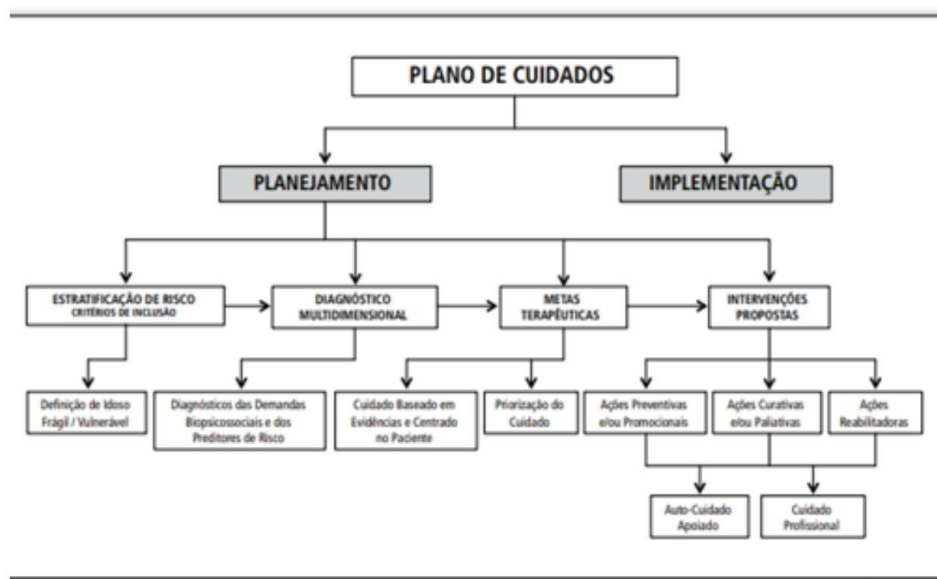 PLANO DE CUIDADOS
PLANEJAMENTO
IMPLEMENTAÇÃO
ESTRATIFICAÇÃO DE RISCO
CRITÉRIOS DE INCLUSÃO
DIAGNÓSTICO
MULTIDIMENSIONAL
METAS
TERAPÊUTICAS
INTERVENÇÕES
PROPOSTAS
Definição de Idoso
Frágil / Vulnerável
Diagnósticos das Demandas
Biopsicossociais e dos
Preditores de Risco
Cuidado Baseado em
Evidências e Centrado
no Paciente
Priorização do
Cuidado
Ações Preventivas
e/ou Promocionais
Ações Curativas
e/ou Paliativas
Ações
Reabilitadoras
Auto-Cuidado
Apoiado
Cuidado
Profissional